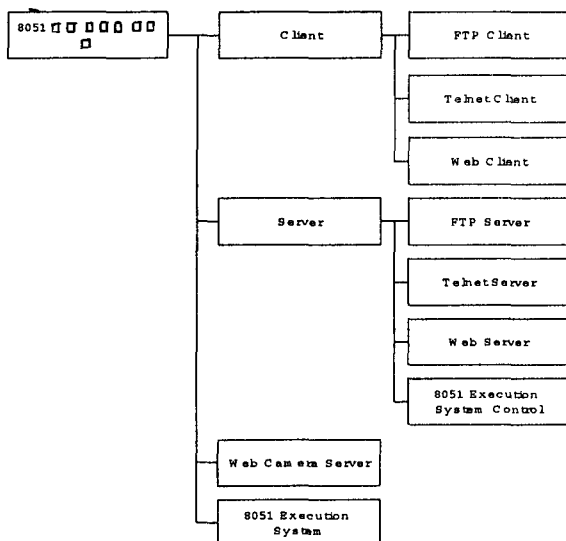 8051
Client
FTP Client
Telnet Client
Web Client
Server
FTP Server
Telnet Server
Web Server
8051 Execution
System Control
Web Camera Server
8051 Execution
System